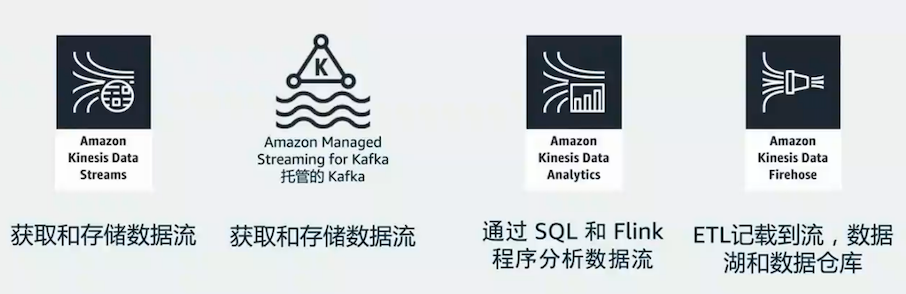 Amazon
Kinesis Data
Streams
获取和存储数据流
K
Amazon Managed
Streaming for Kafka
托管的 Kafka
获取和存储数据流
Amazon
Kinesis Data
Analytics
通过 SQL 和 Flink
程序分析数据流
Amazon
Kinesis Data
Firehose
ETL记载到流，数据
湖和数据仓库